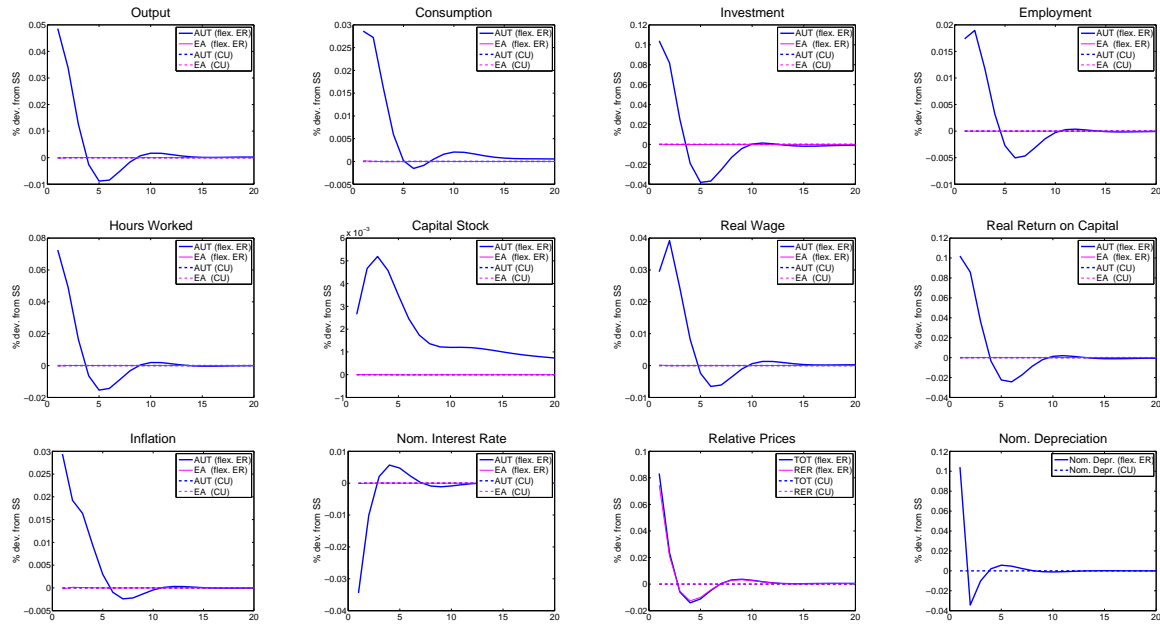 Output
Consumption
Investment
Employment
% dev. from SS
0.05
0.04
0.03
0.02
0.01
0
−0.01
0 5 10 15 20
AUT (flex. ER)
EA (flex. ER)
AUT (CU)
EA (CU)
% dev. from SS
0.03
0.025
0.02
0.015
0.01
0.005
0
−0.005
0 5 10 15 20
AUT (flex. ER)
EA (flex. ER)
AUT (CU)
EA (CU)
% dev. from SS
0.12
0.1
0.08
0.06
0.04
0.02
0
−0.02
−0.04
0 5 10 15 20
AUT (flex. ER)
EA (flex. ER)
AUT (CU)
EA (CU)
% dev. from SS
0.02
0.015
0.01
0.005
0
−0.005
−0.01
0 5 10 15 20
AUT (flex. ER)
EA (flex. ER)
AUT (CU)
EA (CU)
Hours Worked
Capital Stock
Real Wage
Real Return on Capital
% dev. from SS
0.08
0.06
0.04
0.02
0
−0.02
0 5 10 15 20
AUT (flex. ER)
EA (flex. ER)
AUT (CU)
EA (CU)
x 10−3
% dev. from SS
6
5
4
3
2
1
0
−1
0 5 10 15 20
AUT (flex. ER)
EA (flex. ER)
AUT (CU)
EA (CU)
% dev. from SS
0.04
0.03
0.02
0.01
0
−0.01
0 5 10 15 20
AUT (flex. ER)
EA (flex. ER)
AUT (CU)
EA (CU)
% dev. from SS
0.12
0.1
0.08
0.06
0.04
0.02
0
−0.02
−0.04
0 5 10 15 20
AUT (flex. ER)
EA (flex. ER)
AUT (CU)
EA (CU)
Inflation
Nom. Interest Rate
Relative Prices
Nom. Depreciation
% dev. from SS
0.03
0.025
0.02
0.015
0.01
0.005
0
−0.005
0 5 10 15 20
AUT (flex. ER)
EA (flex. ER)
AUT (CU)
EA (CU)
% dev. from SS
0.01
0
−0.01
−0.02
−0.03
−0.04
0 5 10 15 20
AUT (flex. ER)
EA (flex. ER)
AUT (CU)
EA (CU)
% dev. from SS
0.1
0.08
0.06
0.04
0.02
0
−0.02
0 5 10 15 20
TOT (flex. ER)
RER (flex. ER)
TOT (CU)
RER (CU)
% dev. from SS
0.12
0.1
0.08
0.06
0.04
0.02
0
−0.02
−0.04
0 5 10 15 20
Nom. Depr. (flex. ER)
Nom. Depr. (CU)